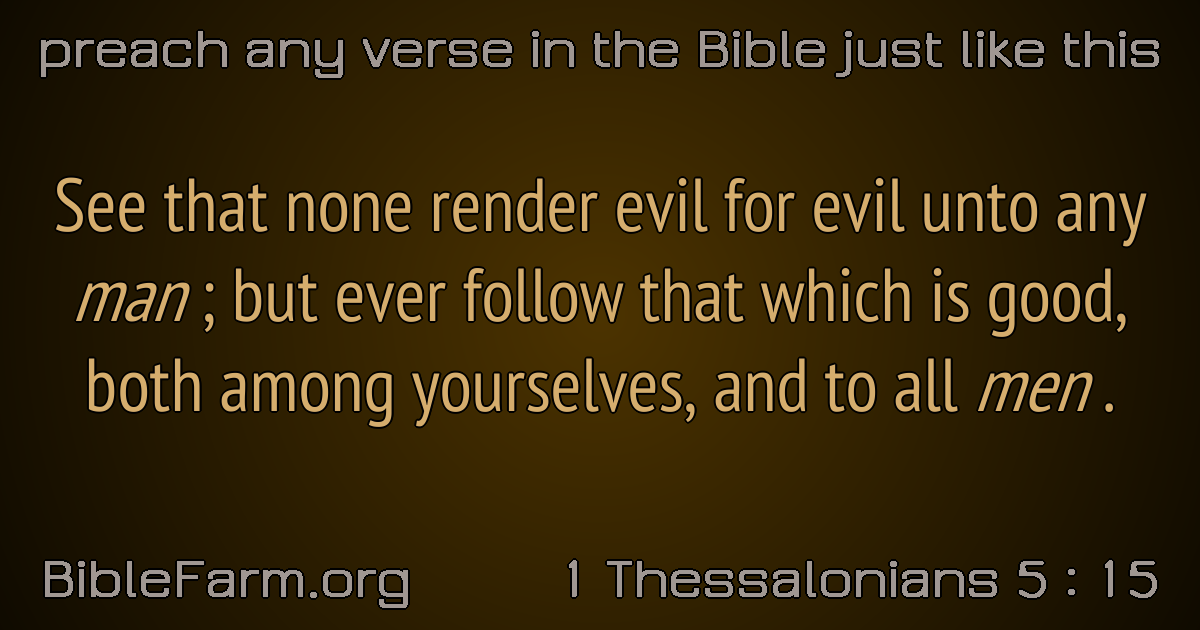 preach any verse in the Bible just like this
See that none render evil for evil unto any
man ; but ever follow that which is good,
both among yourselves, and to all men .
BibleFarm.org
1 Thessalonians 5 : 15